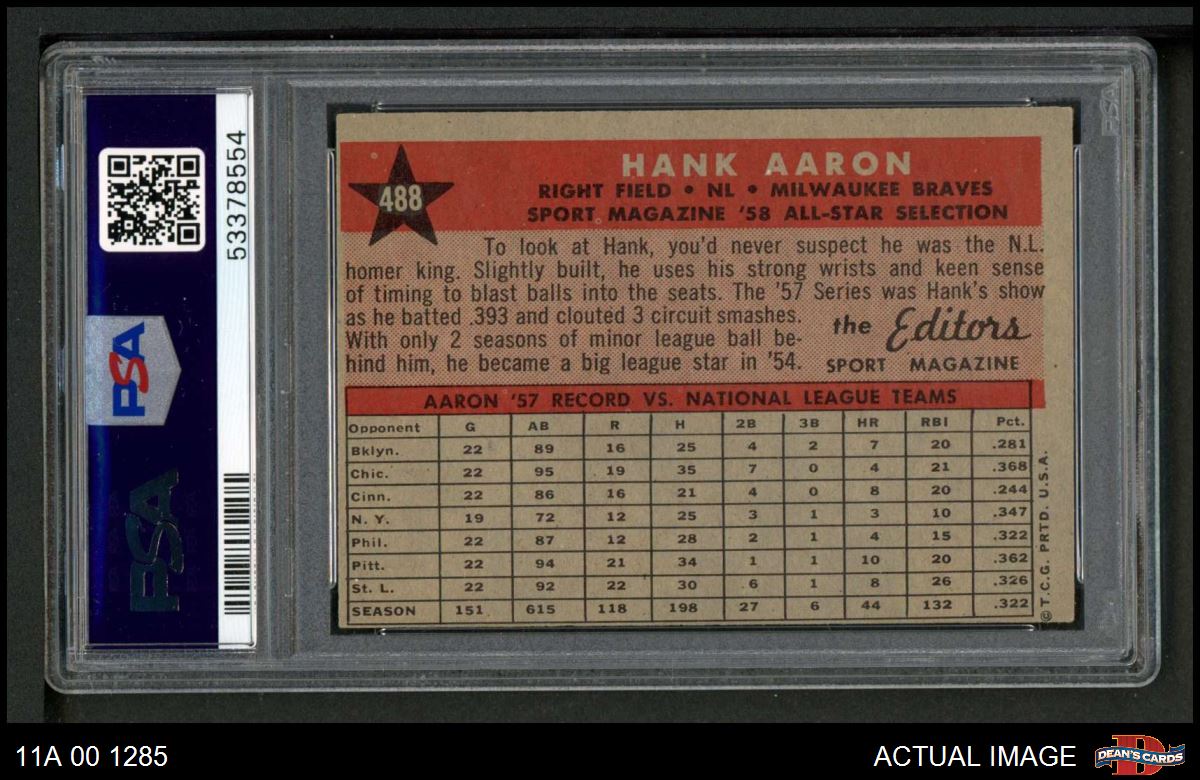 53378554
PSA
PSA
488
HANK AARON
RIGHT FIELD • NL • MILWAUKEE BRAVES
SPORT MAGAZINE '58 ALL-STAR SELECTION
To look at Hank, you'd never suspect he was the N.L.
homer king. Slightly built, he uses his strong wrists and keen sense
of timing to blast balls into the seats. The '57 Series was Hank's show
as he batted .393 and clouted 3 circuit smashes.
With only 2 seasons of minor league ball be-
hind him, he became a big league star in '54.
the Editors
SPORT MAGAZINE
AARON '57 RECORD VS. NATIONAL LEAGUE TEAMS
Opponent G AB R H 2B 3B HR RBI Pct.
Bklyn. 22 89 16 25 4 2 7 20 .281
Chic. 22 95 19 35 7 0 4 21 .368
Cinn. 22 86 16 21 4 0 8 20 .244
N. Y. 19 72 12 25 3 1 3 10 .347
Phil. 22 87 12 28 2 1 4 15 .322
Pitt. 22 94 21 34 1 1 10 20 .362
St. L. 22 92 22 30 6 1 8 26 .326
SEASON 151 615 118 198 27 6 44 132 .322
© T.C.G. PRTD. U.S.A.
PSA
11A 00 1285
ACTUAL IMAGE
DEAN'S CARDS